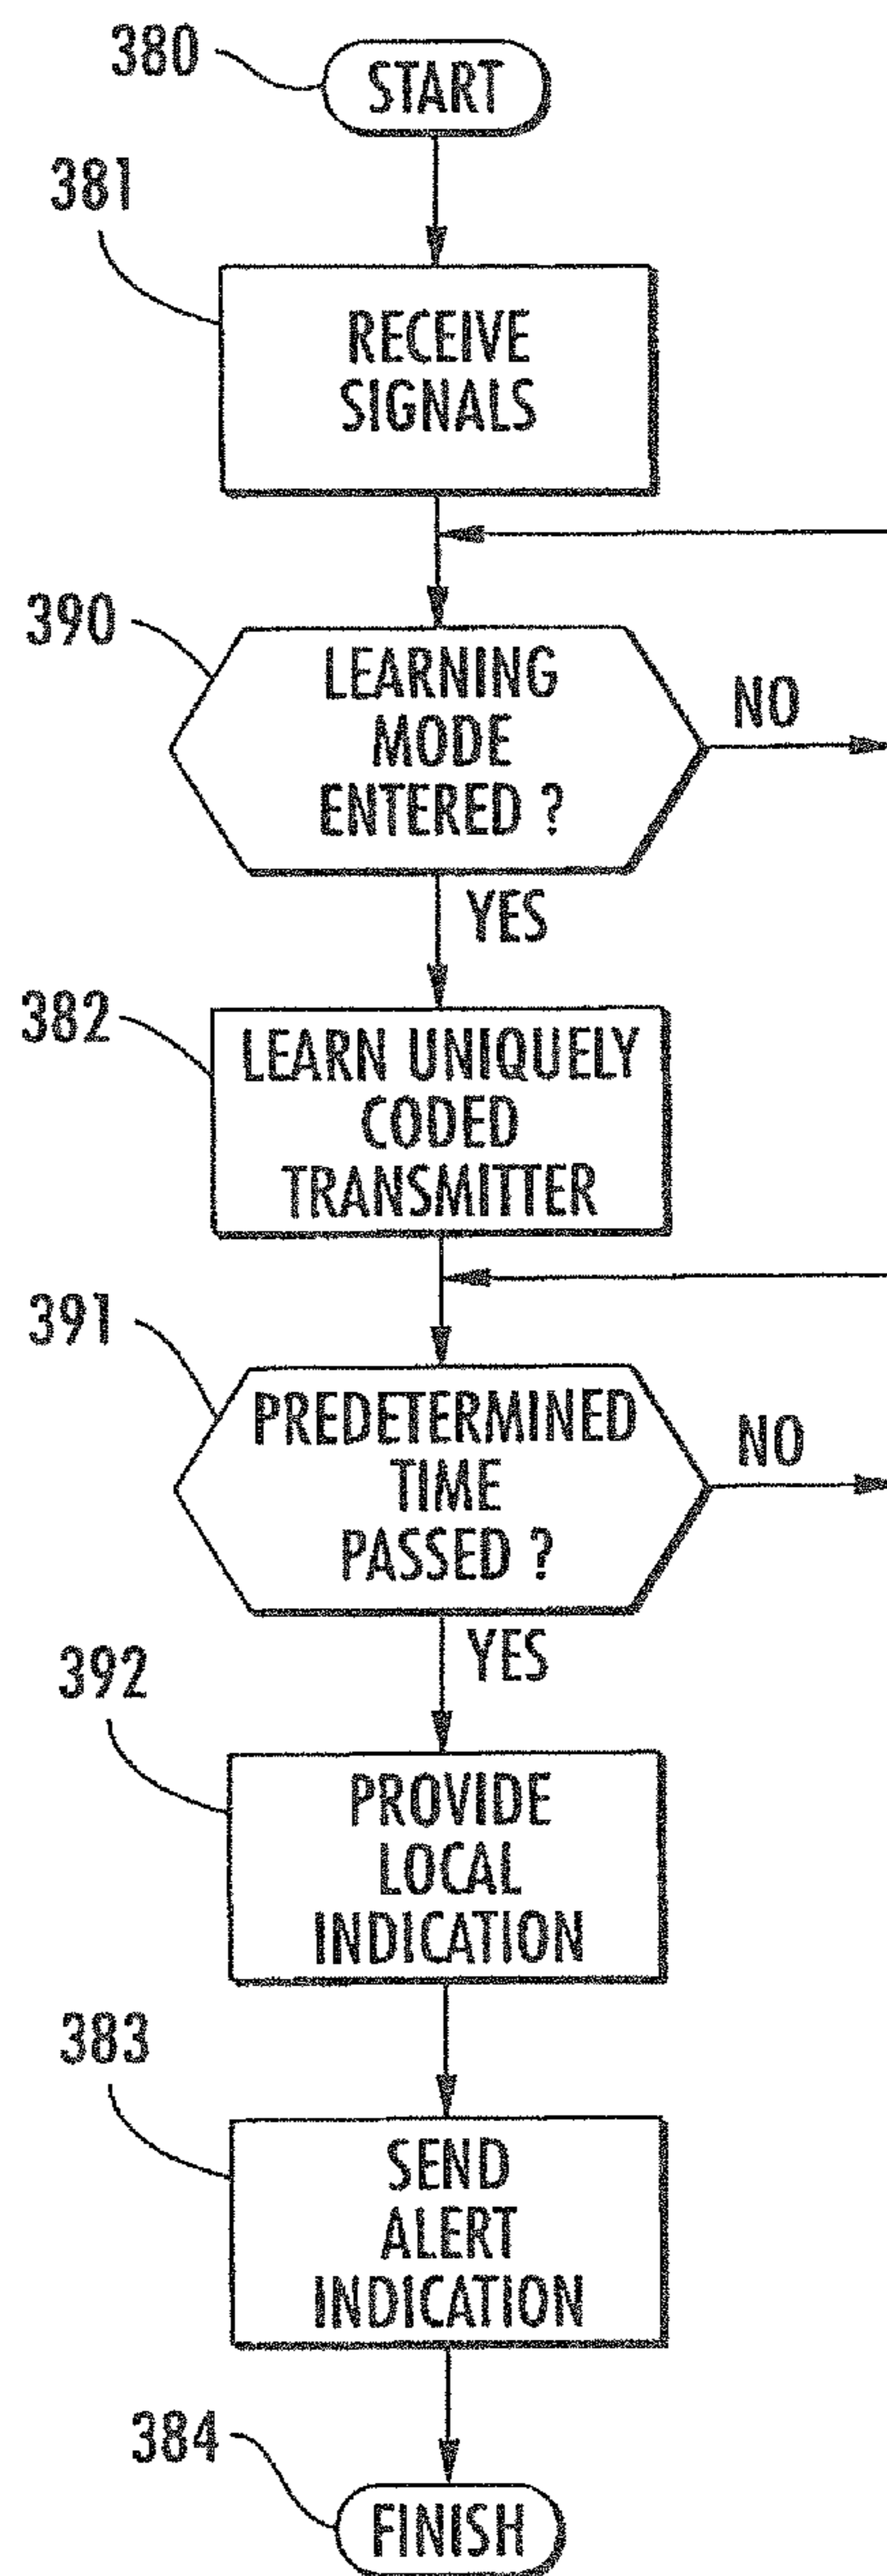 380
START
381
RECEIVE
SIGNALS
390
LEARNING
MODE
ENTERED ?
NO
YES
382
LEARN UNIQUELY
CODED
TRANSMITTER
391
PREDETERMINED
TIME
PASSED ?
NO
YES
392
PROVIDE
LOCAL
INDICATION
383
SEND
ALERT
INDICATION
384
FINISH